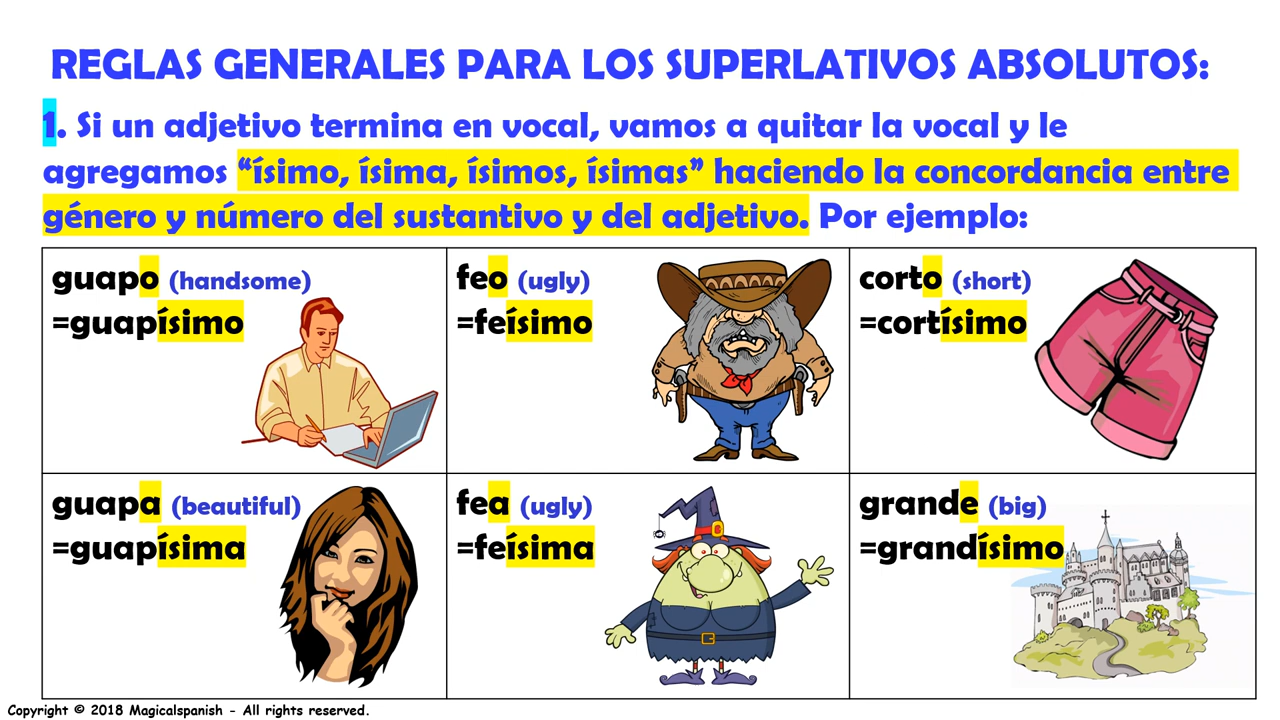 REGLAS GENERALES PARA LOS SUPERLATIVOS ABSOLUTOS:
1. Si un adjetivo termina en vocal, vamos a quitar la vocal y le
agregamos “ísimo, ísima, ísimos, ísimas” haciendo la concordancia entre
género y número del sustantivo y del adjetivo. Por ejemplo:
guapo (handsome)
=guapísimo
feo (ugly)
=feísimo
corto (short)
=cortísimo
guapa (beautiful)
=guapísima
fea (ugly)
=feísima
grande (big)
=grandísimo
Copyright © 2018 Magicalspanish - All rights reserved.